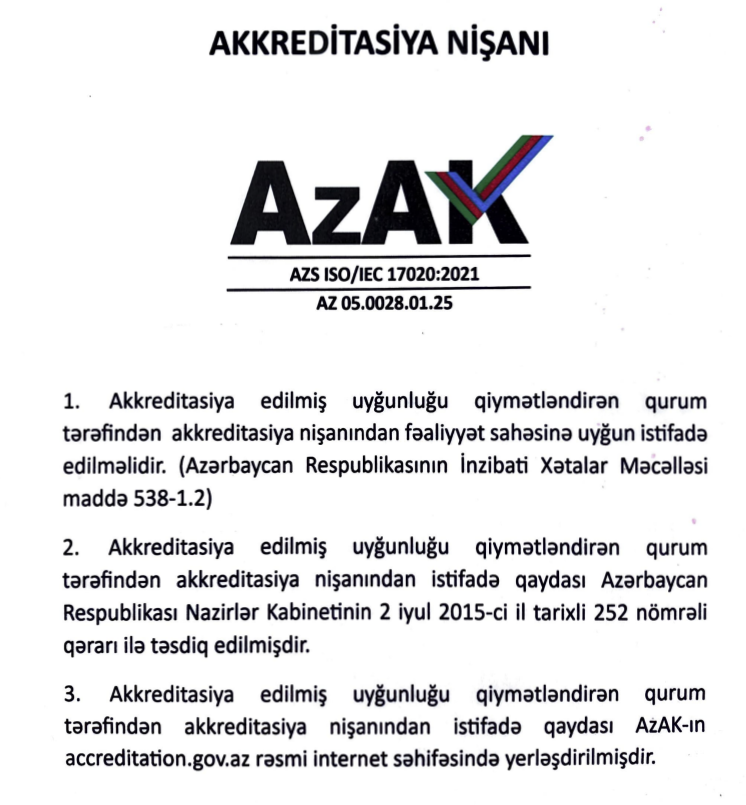 AKKREDİTASİYA NİŞANI
AzAK
AZS ISO/IEC 17020:2021
AZ 05.0028.01.25
1. Akkreditasiya edilmiş uyğunluğu qiymətləndirən qurum
tərəfindən akkreditasiya nişanından fəaliyyət sahəsinə uyğun istifadə
edilməlidir. (Azərbaycan Respublikasının İnzibati Xətalar Məcəlləsi
maddə 538-1.2)
2. Akkreditasiya edilmiş uyğunluğu qiymətləndirən qurum
tərəfindən akkreditasiya nişanından istifadə qaydası Azərbaycan
Respublikası Nazirlər Kabinetinin 2 iyul 2015-ci il tarixli 252 nömrəli
qərarı ilə təsdiq edilmişdir.
3. Akkreditasiya edilmiş uyğunluğu qiymətləndirən qurum
tərəfindən akkreditasiya nişanından istifadə qaydası AzAK-ın
accreditation.gov.az rəsmi internet səhifəsində yerləşdirilmişdir.